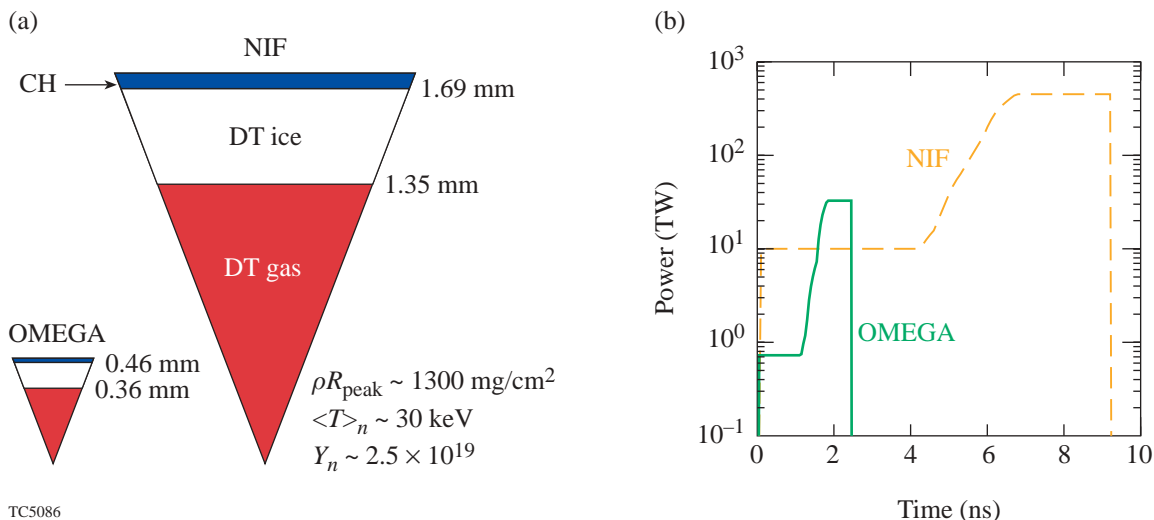 (a)
NIF
CH
1.69 mm
DT ice
1.35 mm
DT gas
OMEGA
0.46 mm
0.36 mm
ρR_peak ~ 1300 mg/cm²
<T>ₙ ~ 30 keV
Yₙ ~ 2.5 × 10¹⁹
TC5086
(b)
10³
10²
10¹
10⁰
10⁻¹
Power (TW)
NIF
OMEGA
0 2 4 6 8 10
Time (ns)